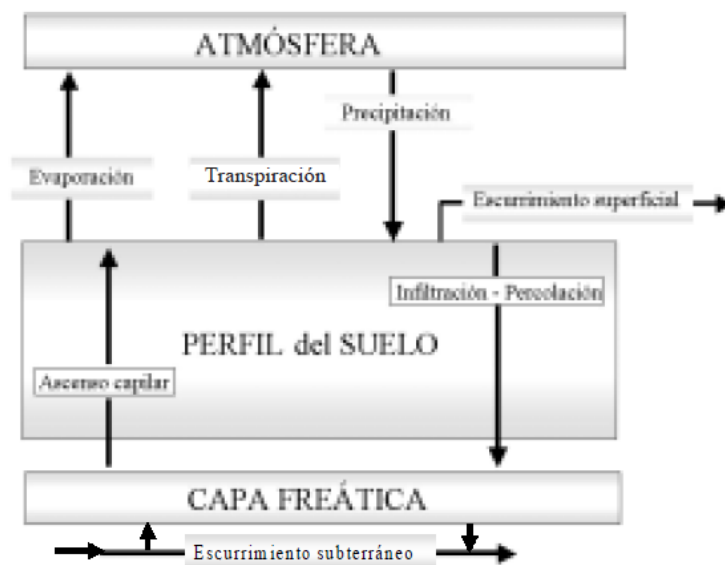 ATMÓSFERA
Precipitación
Evaporación
Transpiración
Escurrimiento superficial
Infiltración - Percolación
PERFIL del SUELO
Ascenso capilar
CAPA FREÁTICA
Escurrimiento subterráneo